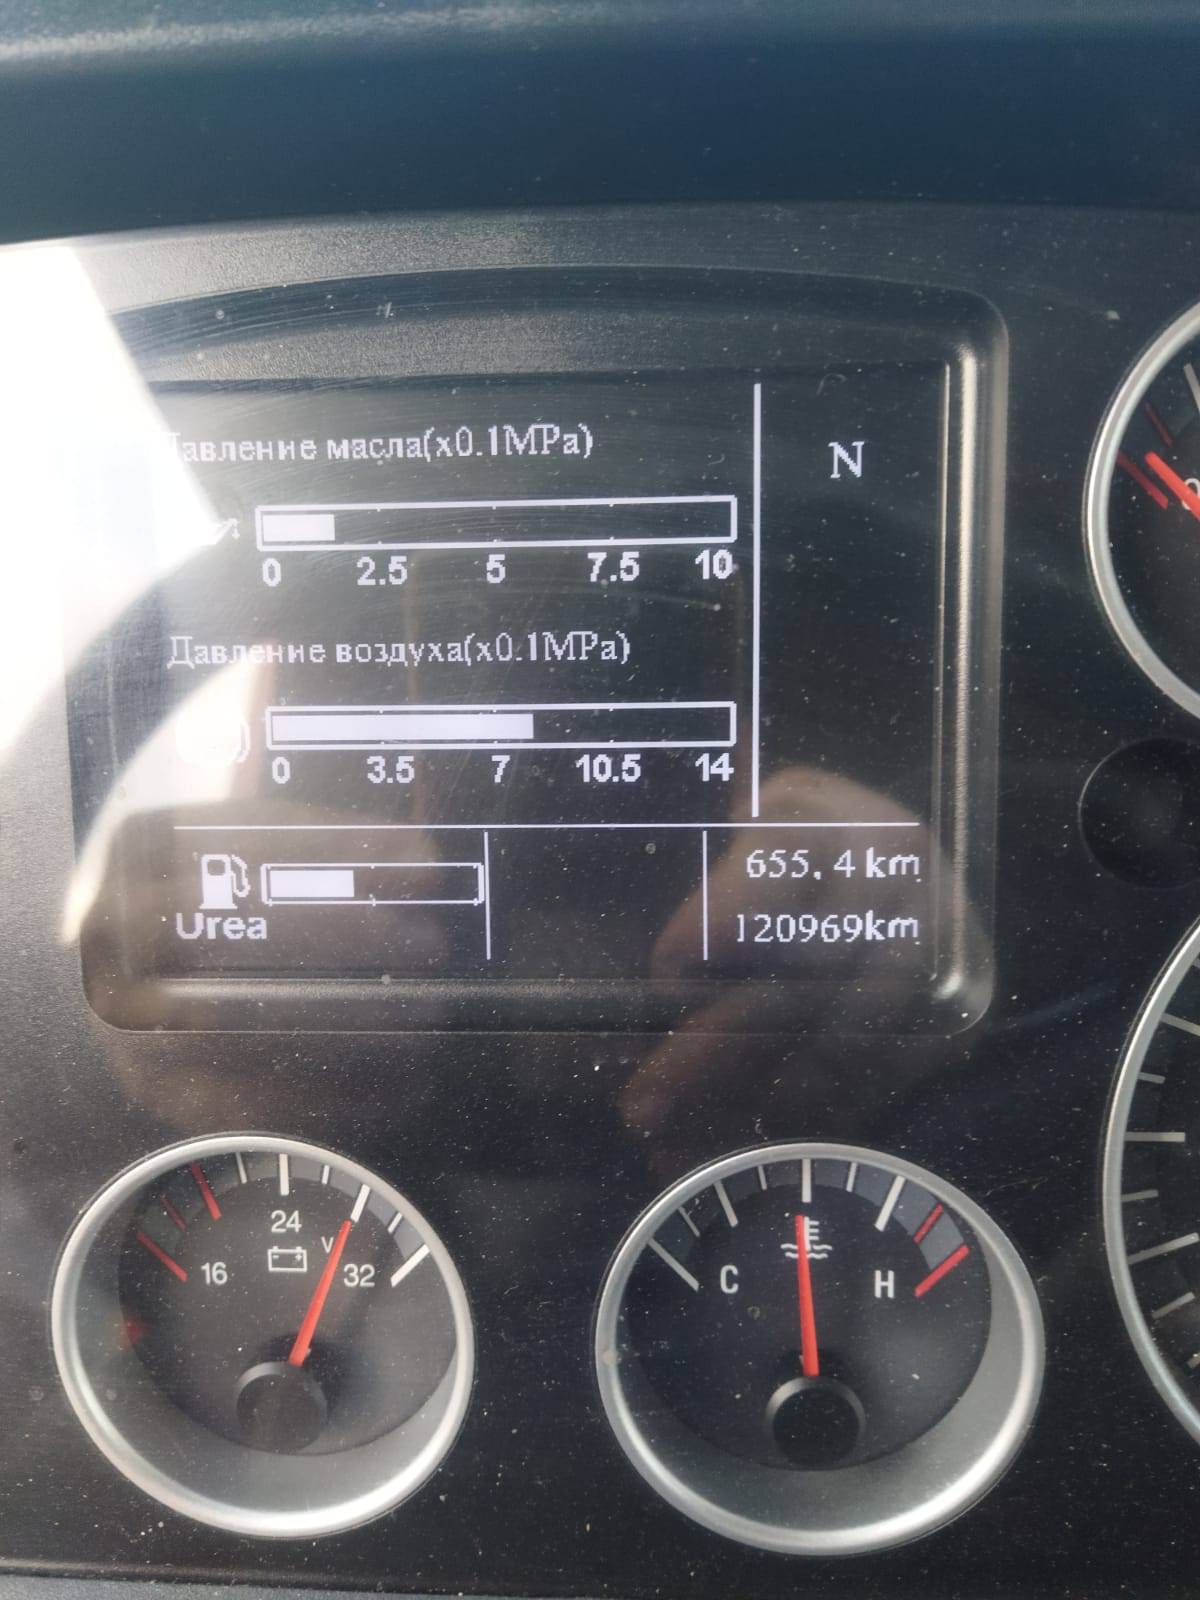 Давление масла(x0.1MPa)
N
0 2.5 5 7.5 10
Давление воздуха(x0.1MPa)
0 3.5 7 10.5 14
655.4 km
Urea
120969km
24
V
16
32
C
H